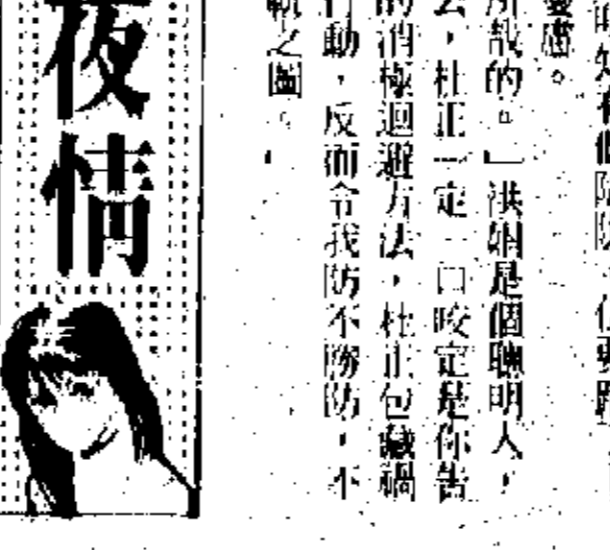 憂慮。
所哉的。」洪娟是個聰明人，
去，杜正一定一口咬定是你告
的消極迴避方法，杜正包藏禍
行動，反而令我防不勝防，不
軌之圖。
夜情